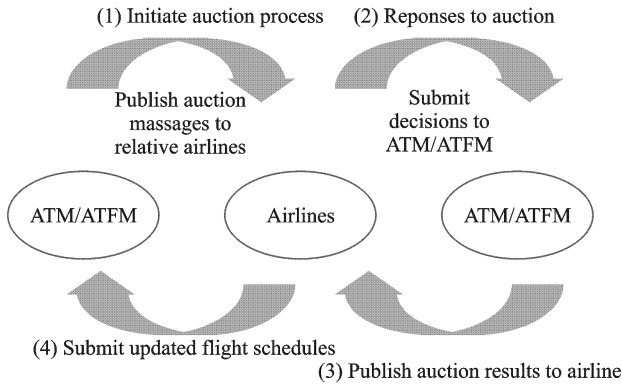 (1) Initiate auction process
(2) Reponses to auction
Publish auction
massages to
relative airlines
Submit
decisions to
ATM/ATFM
ATM/ATFM
Airlines
ATM/ATFM
(4) Submit updated flight schedules
(3) Publish auction results to airline